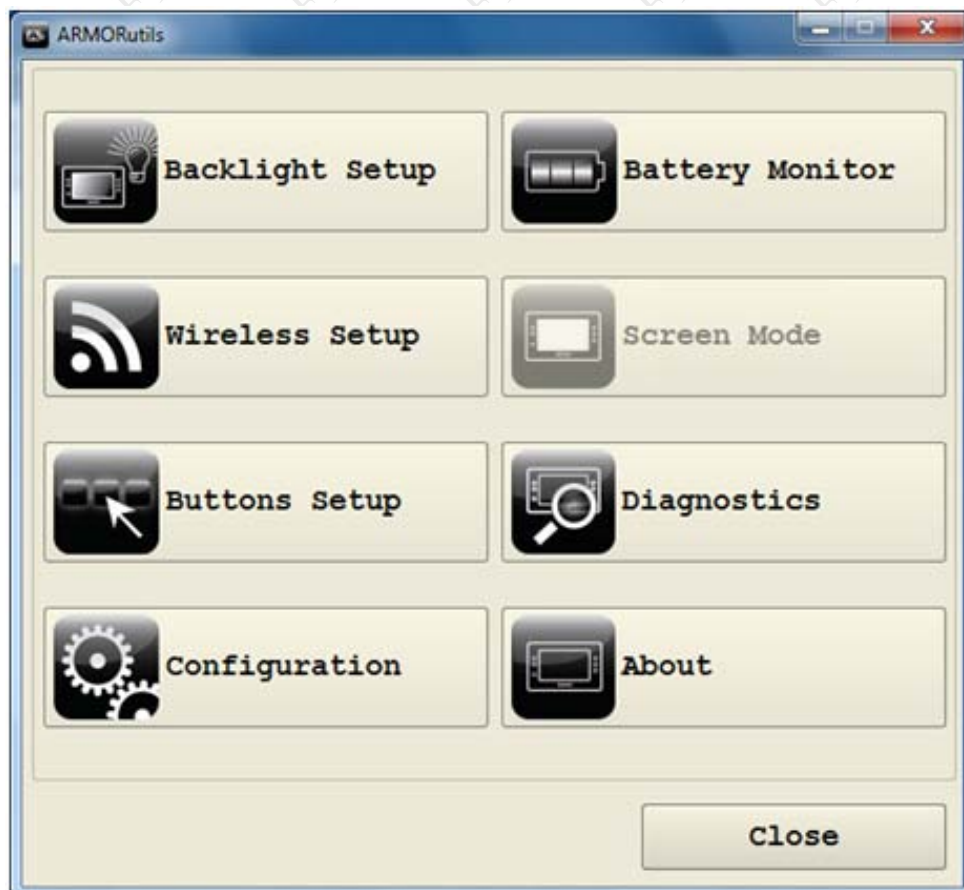 ARMORutils
Backlight Setup
Battery Monitor
Wireless Setup
Screen Mode
Buttons Setup
Diagnostics
Configuration
About
Close